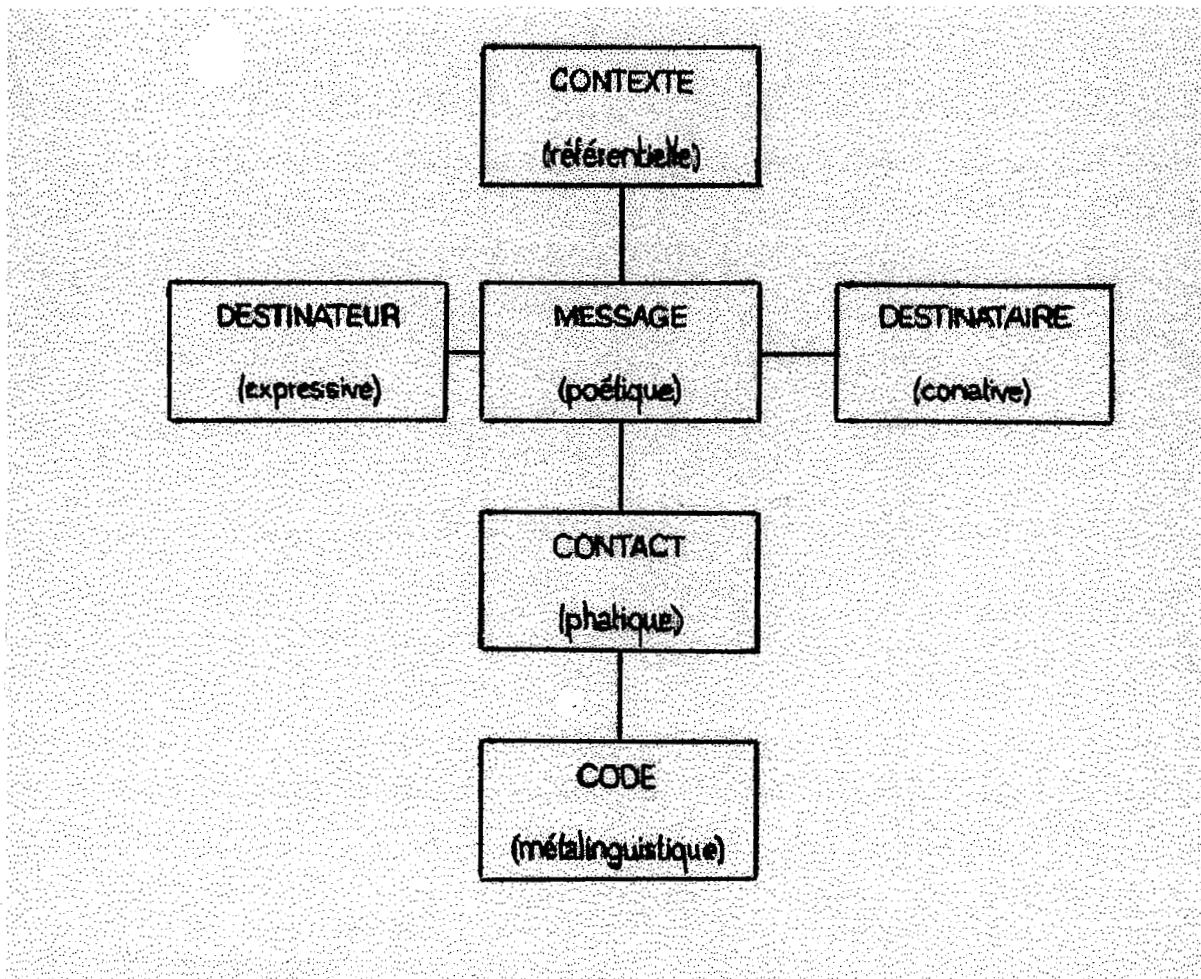 CONTEXTE
(référentielle)
DESTINATEUR
(expressive)
MESSAGE
(poétique)
DESTINATAIRE
(conative)
CONTACT
(phatique)
CODE
(métalinguistique)